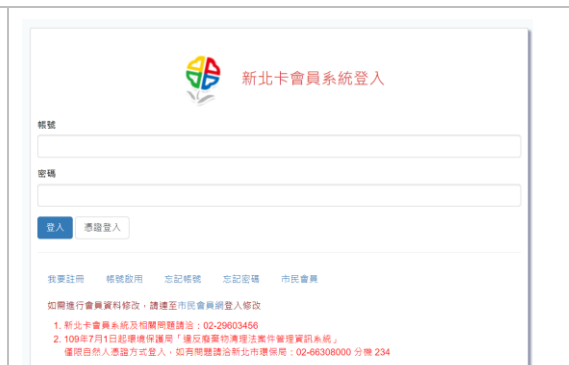 新北卡會員系統登入
帳號
密碼
登入 憑證登入
我要註冊 帳號啟用 忘記帳號 忘記密碼 市民會員
如需進行會員資料修改，請連至市民會員網登入修改
1. 新北卡會員系統及相關問題請洽：02-29603456
2. 109年7月1日起環境保護局「違反廢棄物清理法案件管理資訊系統」
僅限自然人憑證方式登入，如有問題請洽新北市環保局：02-66308000 分機 234